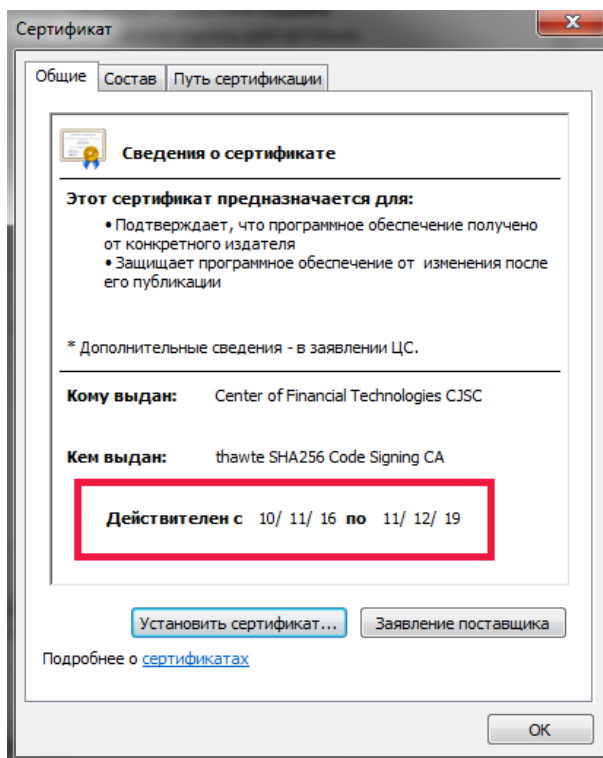 Сертификат
Общие Состав Путь сертификации
Сведения о сертификате
Этот сертификат предназначается для:
• Подтверждает, что программное обеспечение получено
от конкретного издателя
• Защищает программное обеспечение от изменения после
его публикации
* Дополнительные сведения - в заявлении ЦС.
Кому выдан: Center of Financial Technologies CJSC
Кем выдан: thawte SHA256 Code Signing CA
Действителен с 10/ 11/ 16 по 11/ 12/ 19
Установить сертификат... Заявление поставщика
Подробнее о сертификатах
ОК